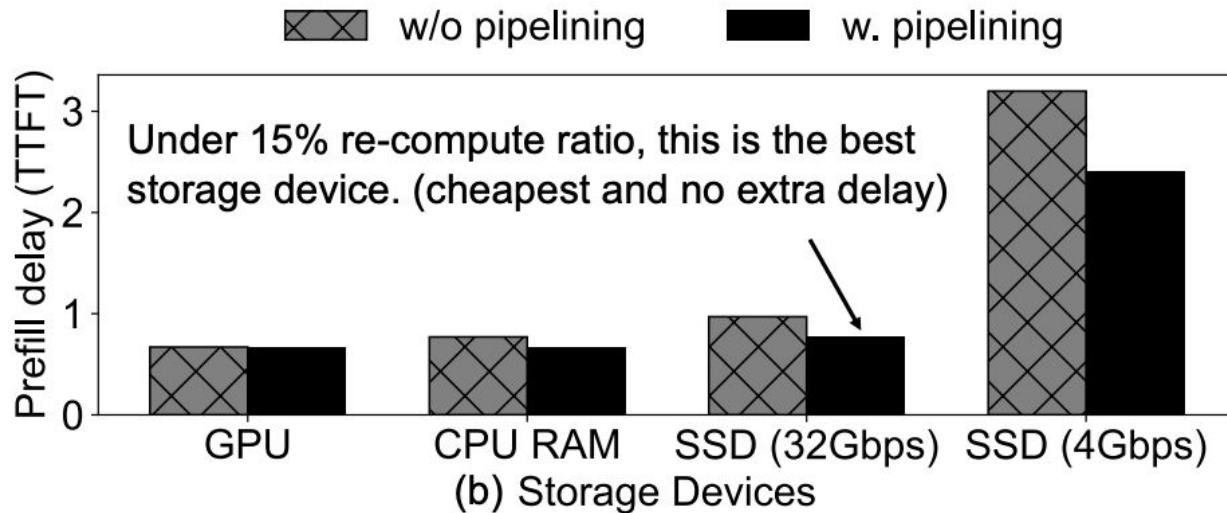 w/o pipelining w. pipelining
Prefill delay (TTFT)
3
2
1
0
Under 15% re-compute ratio, this is the best
storage device. (cheapest and no extra delay)
GPU CPU RAM SSD (32Gbps) SSD (4Gbps)
(b) Storage Devices